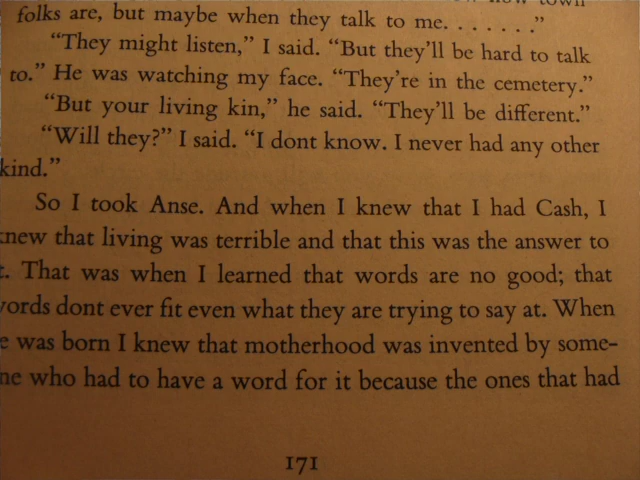 how town
folks are, but maybe when they talk to me. . . . . . .”
“They might listen,” I said. “But they’ll be hard to talk
to.” He was watching my face. “They’re in the cemetery.”
“But your living kin,” he said. “They’ll be different.”
“Will they?” I said. “I dont know. I never had any other
kind.”
So I took Anse. And when I knew that I had Cash, I
knew that living was terrible and that this was the answer to
t. That was when I learned that words are no good; that
words dont ever fit even what they are trying to say at. When
e was born I knew that motherhood was invented by some-
ne who had to have a word for it because the ones that had
171